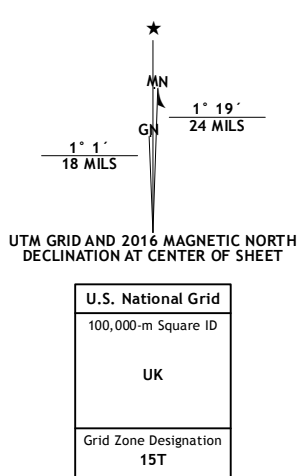 ★
MN
1° 19´
24 MILS
GN
1° 1´
18 MILS
UTM GRID AND 2016 MAGNETIC NORTH
DECLINATION AT CENTER OF SHEET
U.S. National Grid
100,000-m Square ID
UK
Grid Zone Designation
15T